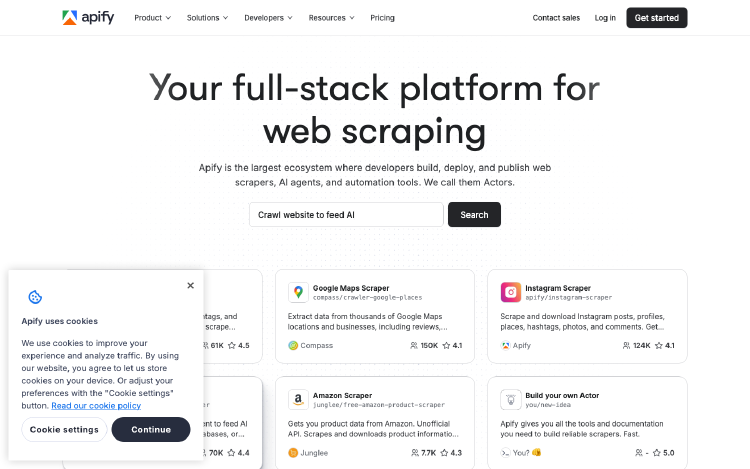 apify
Product Solutions Developers Resources Pricing
Contact sales Log in Get started
Your full-stack platform for
web scraping
Apify is the largest ecosystem where developers build, deploy, and publish web
scrapers, AI agents, and automation tools. We call them Actors.
Crawl website to feed AI
Search
scrape...
61K 4.5
Google Maps Scraper
compass/crawler-google-places
Extract data from thousands of Google Maps
locations and businesses, including reviews,...
Compass 150K 4.1
Instagram Scraper
apify/instagram-scraper
Scrape and download Instagram posts, profiles,
places, hashtags, photos, and comments. Get...
Apify 124K 4.1
Apify uses cookies
We use cookies to improve your
experience and analyze traffic. By using
our website, you agree to let us store
cookies on your device. Or adjust your
preferences with the "Cookie settings"
button. Read our cookie policy
Cookie settings Continue
to feed AI
or...
70K 4.4
Amazon Scraper
junglee/free-amazon-product-scraper
Gets you product data from Amazon. Unofficial
API. Scrapes and downloads product informatio...
Junglee 7.7K 4.3
Build your own Actor
you/new-idea
Apify gives you all the tools and documentation
you need to build reliable scrapers. Fast.
You? - 5.0